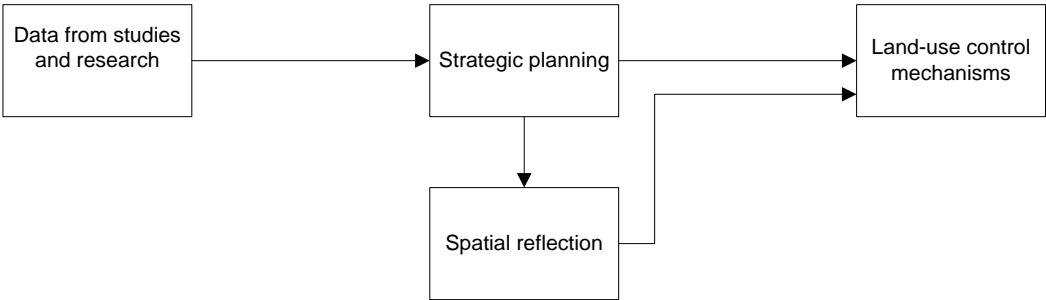 Data from studies
and research
Strategic planning
Land-use control
mechanisms
Spatial reflection